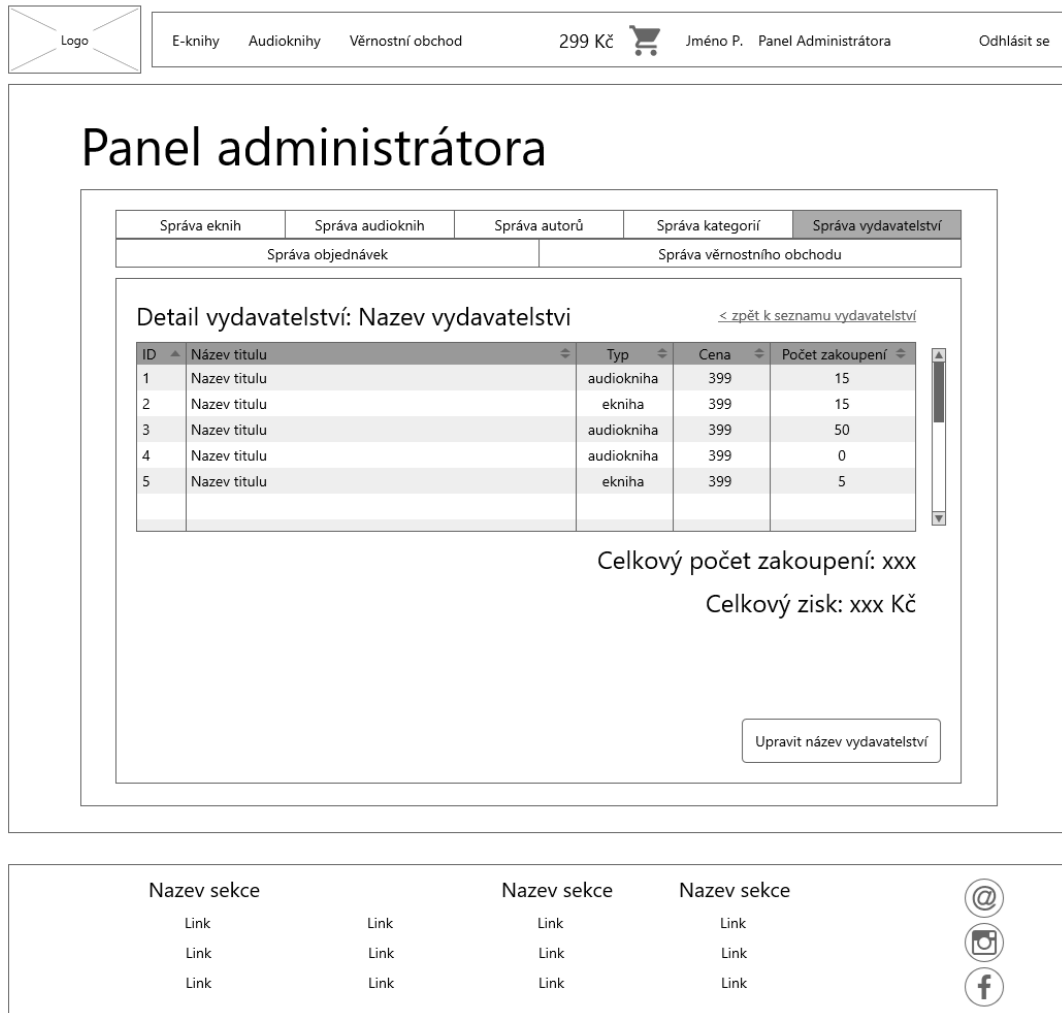 Logo E-knihy Audioknihy Věrnostní obchod 299 Kč Jméno P. Panel Administrátora Odhlásit se
Panel administrátora
Správa eknih Správa audioknih Správa autorů Správa kategorií Správa vydavatelství
Správa objednávek Správa věrnostního obchodu
Detail vydavatelství: Nazev vydavatelstvi < zpět k seznamu vydavatelství
ID Název titulu Typ Cena Počet zakoupení
1 Nazev titulu audiokniha 399 15
2 Nazev titulu ekniha 399 15
3 Nazev titulu audiokniha 399 50
4 Nazev titulu audiokniha 399 0
5 Nazev titulu ekniha 399 5
Celkový počet zakoupení: xxx
Celkový zisk: xxx Kč
Upravit název vydavatelství
Nazev sekce Nazev sekce Nazev sekce
Link Link Link Link
Link Link Link Link
Link Link Link Link